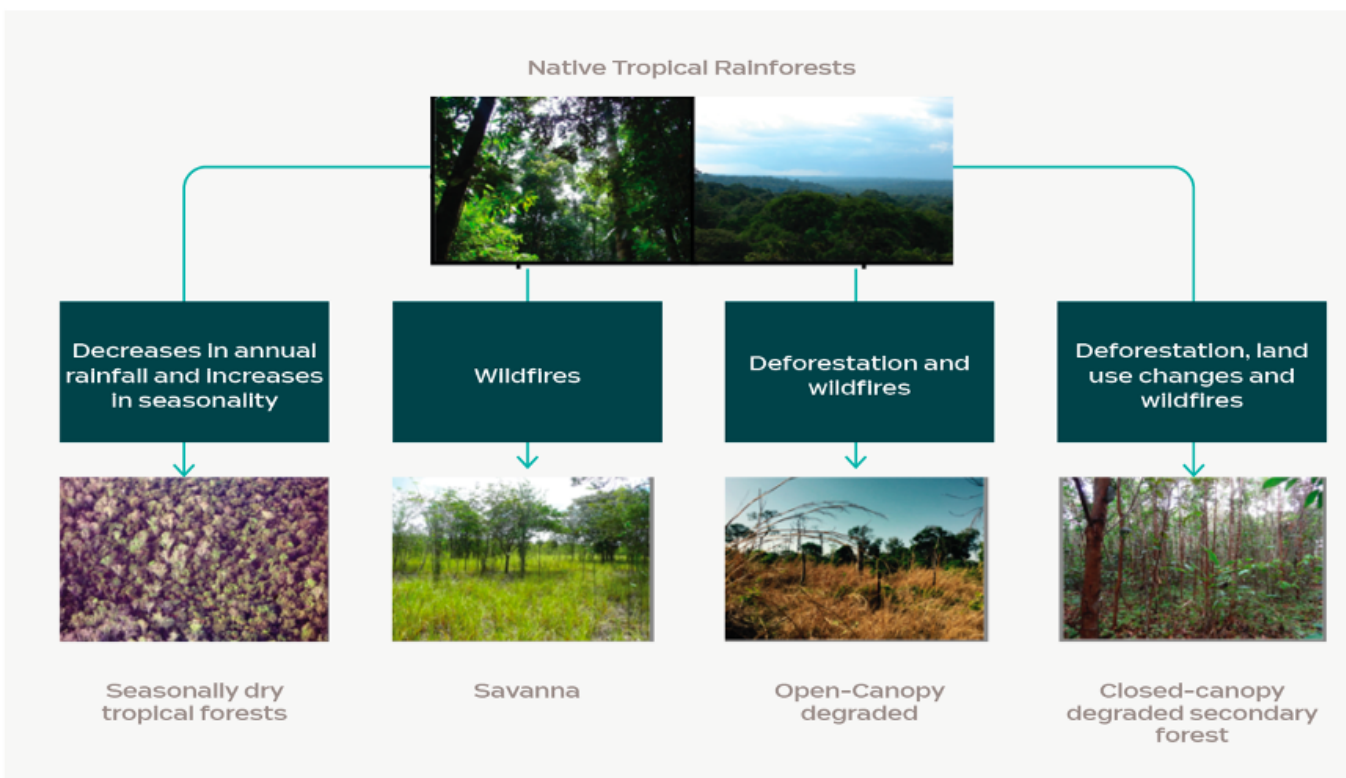 Native Tropical Rainforests
Decreases in annual
rainfall and increases
in seasonality
Wildfires
Deforestation and
wildfires
Deforestation, land
use changes and
wildfires
Seasonally dry
tropical forests
Savanna
Open-Canopy
degraded
Closed-canopy
degraded secondary
forest